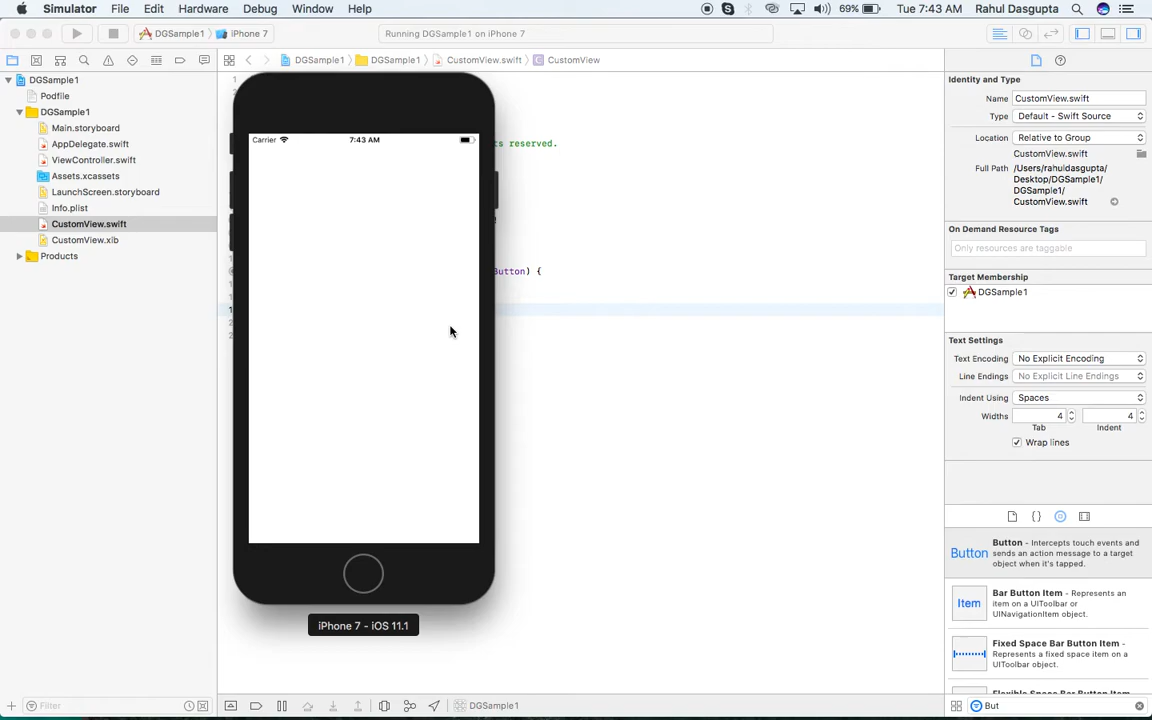 Simulator File Edit Hardware Debug Window Help 69% Tue 7:43 AM Rahul Dasgupta
DGSample1 〉 iPhone 7 Running DGSample1 on iPhone 7
DGSample1 〉 DGSample1 〉 CustomView.swift 〉 C CustomView
DGSample1
Podfile
DGSample1
Main.storyboard
AppDelegate.swift
ViewController.swift
Assets.xcassets
LaunchScreen.storyboard
Info.plist
CustomView.swift
CustomView.xib
Products
Filter
1
ts reserved.
Button) {
Carrier 7:43 AM
iPhone 7 - iOS 11.1
DGSample1
Identity and Type
Name CustomView.swift
Type Default - Swift Source
Location Relative to Group
CustomView.swift
Full Path /Users/rahuldasgupta/
Desktop/DGSample1/
DGSample1/
CustomView.swift
On Demand Resource Tags
Only resources are taggable
Target Membership
DGSample1
Text Settings
Text Encoding No Explicit Encoding
Line Endings No Explicit Line Endings
Indent Using Spaces
Widths 4 4
Tab Indent
Wrap lines
{}
Button
Button - Intercepts touch events and
sends an action message to a target
object when it's tapped.
Item
Bar Button Item - Represents an
item on a UIToolbar or
UINavigationItem object.
Fixed Space Bar Button Item -
Represents a fixed space item on a
UIToolbar object.
Flexible Space Bar Button Item
But